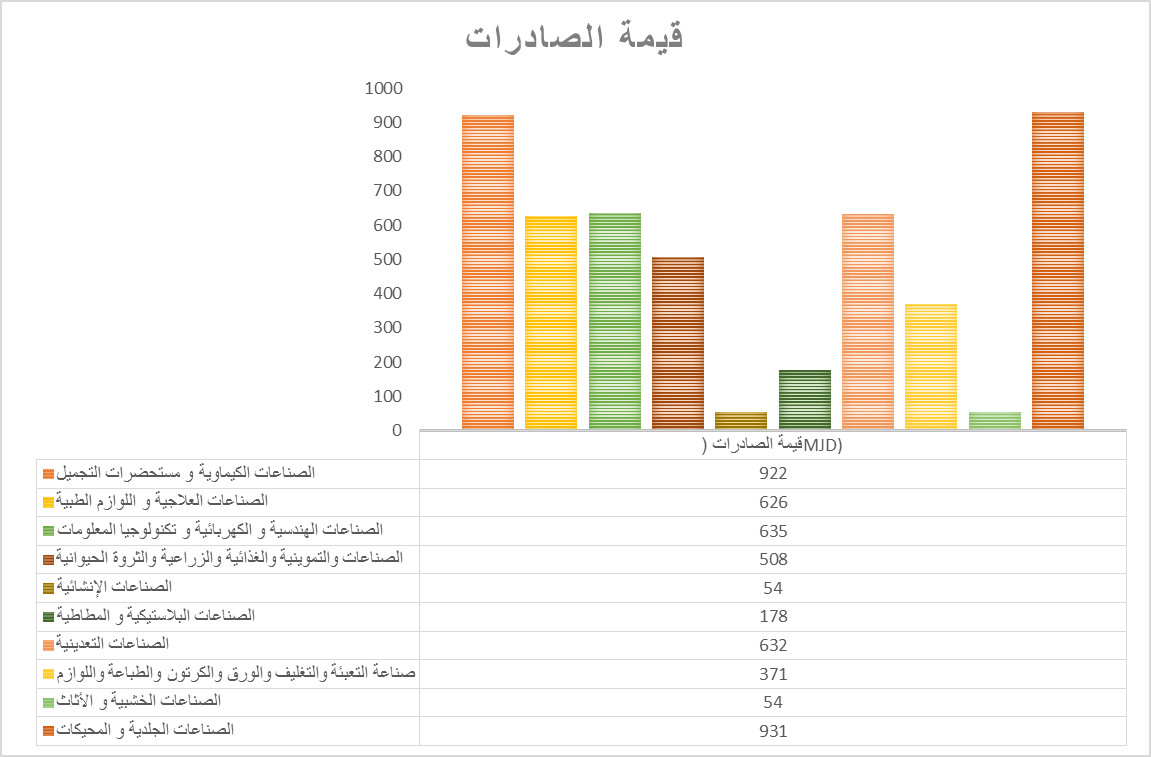 قيمة الصادرات
1000
900
800
700
600
500
400
300
200
100
0
قيمة الصادرات (MJD)
الصناعات الكيماوية و مستحضرات التجميل 922
الصناعات العلاجية و اللوازم الطبية 626
الصناعات الهندسية و الكهربائية و تكنولوجيا المعلومات 635
الصناعات والتموينية والغذائية والزراعية والثروة الحيوانية 508
الصناعات الإنشائية 54
الصناعات البلاستيكية و المطاطية 178
الصناعات التعدينية 632
صناعة التعبئة والتغليف والورق والكرتون والطباعة واللوازم 371
الصناعات الخشبية و الأثاث 54
الصناعات الجلدية و المحيكات 931